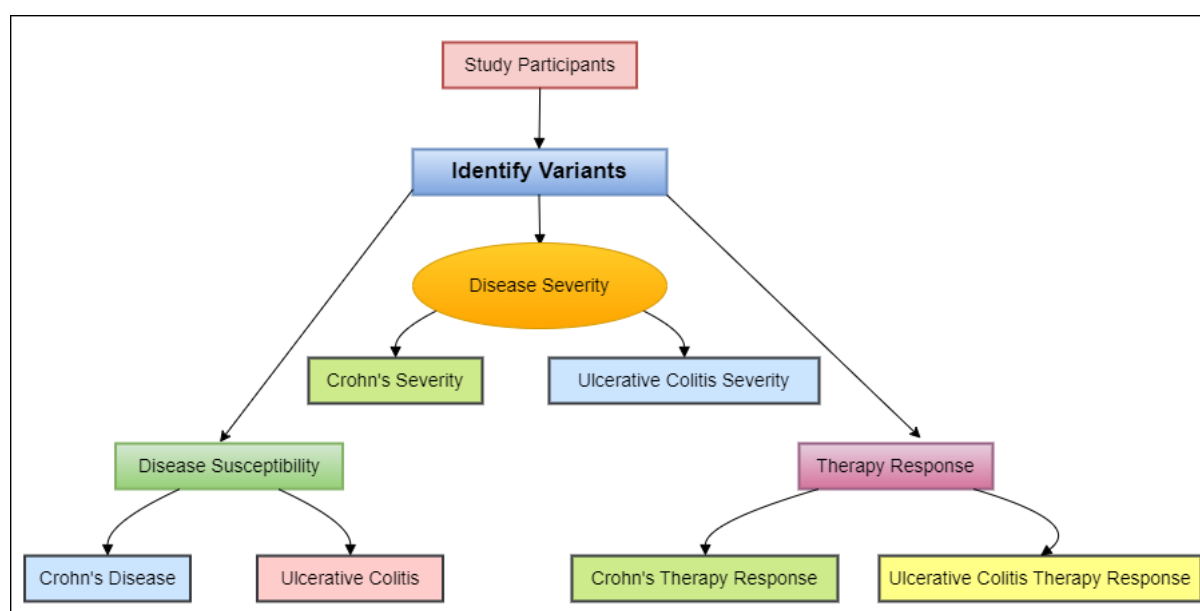 Study Participants
Identify Variants
Disease Severity
Crohn's Severity
Ulcerative Colitis Severity
Disease Susceptibility
Therapy Response
Crohn's Disease
Ulcerative Colitis
Crohn's Therapy Response
Ulcerative Colitis Therapy Response